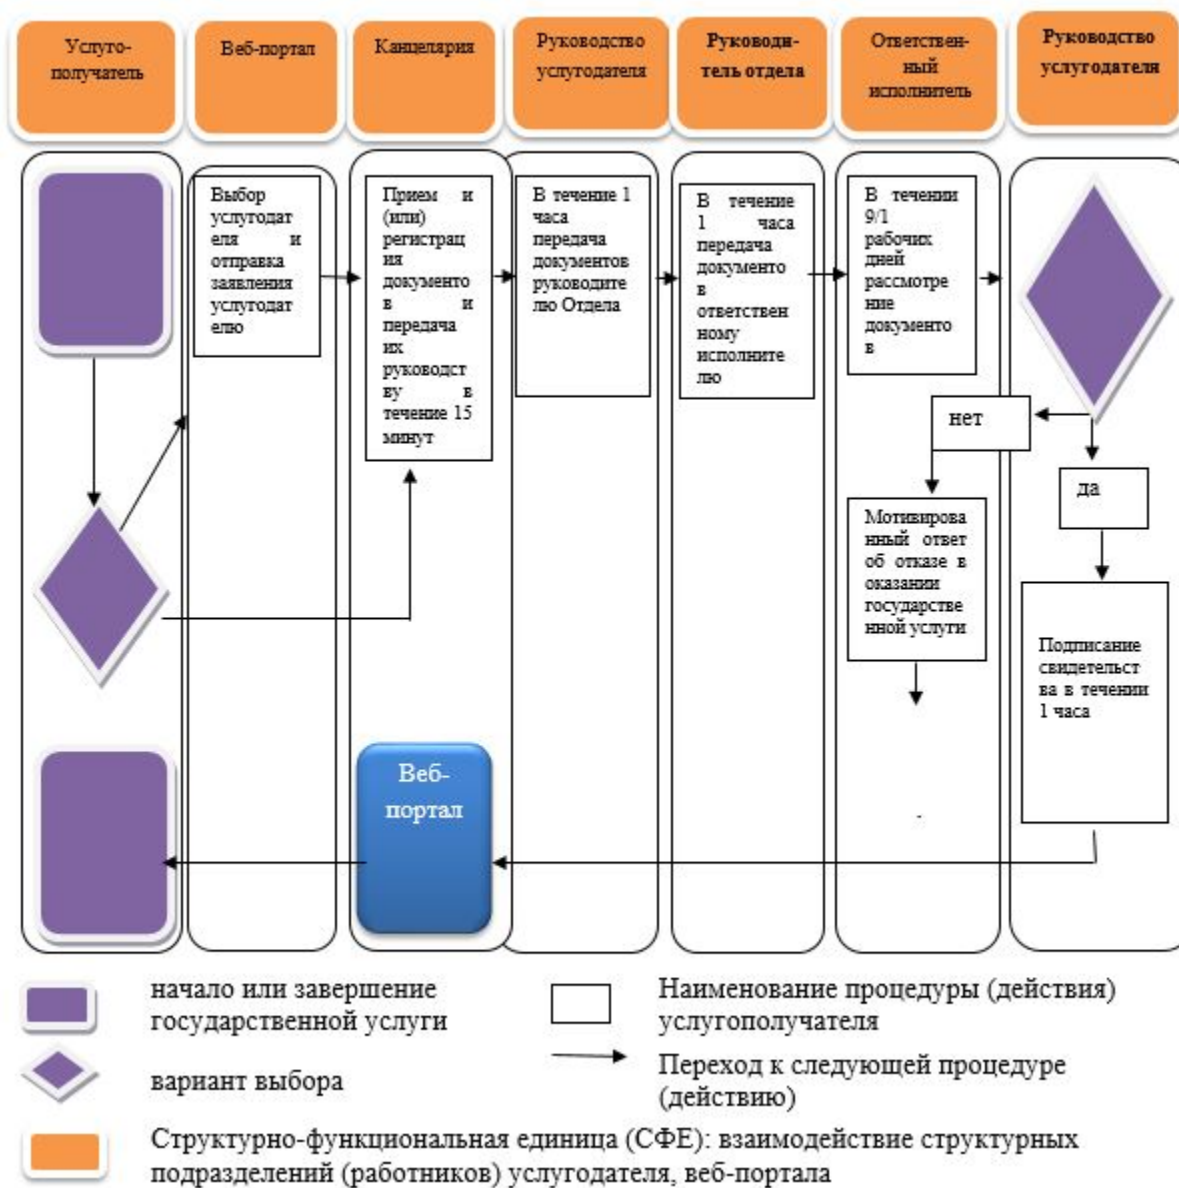 Услуго-
получатель
Веб-портал
Канцелярия
Руководство
услугодателя
Руководи-
тель отдела
Ответствен-
ный
исполнитель
Руководство
услугодателя
Выбор
услугодат
еля и
отправка
заявления
услугодат
елю
Прием и
(или)
регистрац
ия
документо
в и
передача
их
руководст
ву в
течение 15
минут
В течение 1
часа
передача
документов
руководите
лю Отдела
В течение
1 часа
передача
документо
в
ответствен
ному
исполните
лю
В течении
9/1
рабочих
дней
рассмотре
ние
документо
в
нет
да
Мотивирова
нный ответ
об отказе в
оказании
государстве
нной услуги
Подписание
свидетельст
ва в течении
1 часа
Веб-
портал
начало или завершение
государственной услуги
Наименование процедуры (действия)
услугополучателя
вариант выбора
Переход к следующей процедуре
(действию)
Структурно-функциональная единица (СФЕ): взаимодействие структурных
подразделений (работников) услугодателя, веб-портала